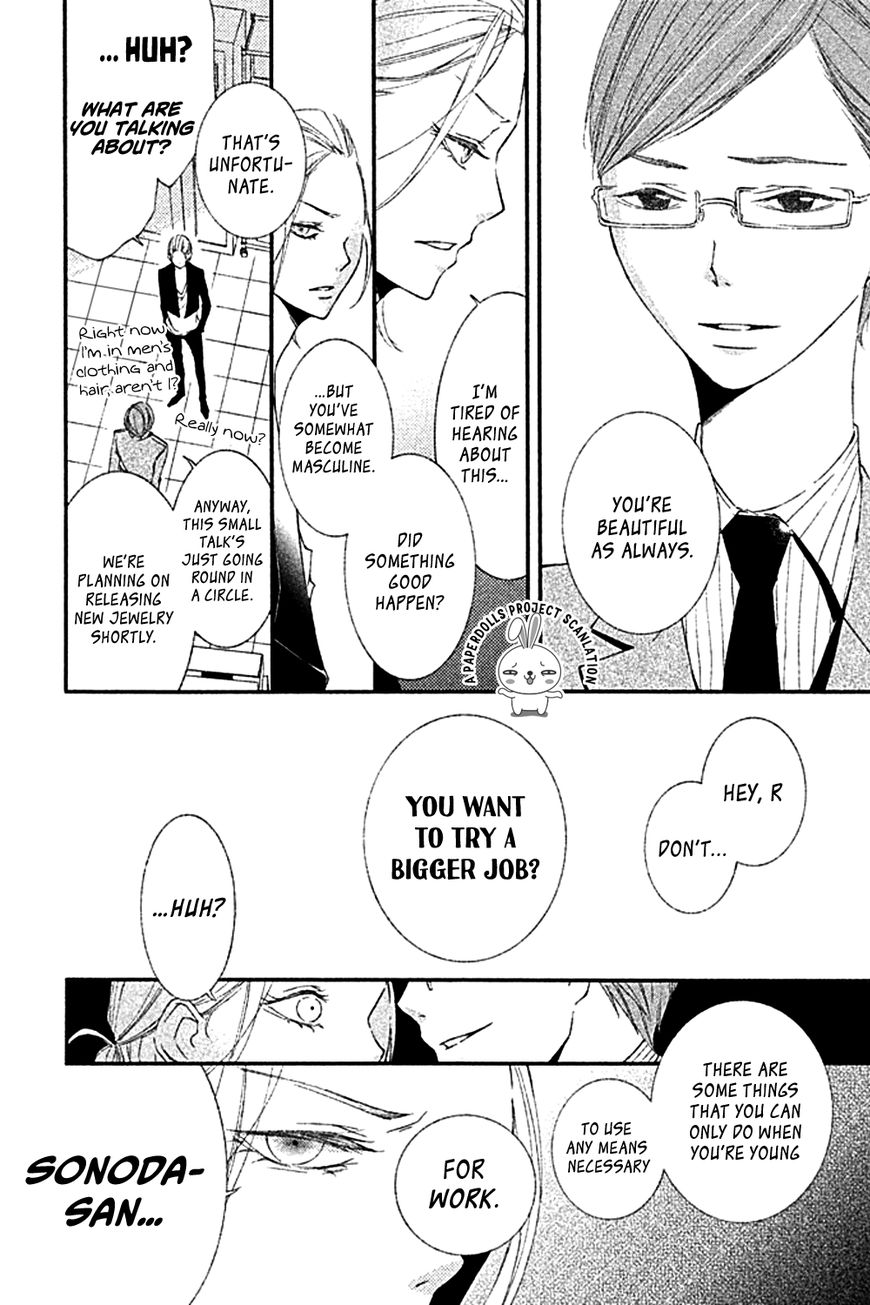 YOU'RE
BEAUTIFUL
AS ALWAYS.
I'M
TIRED OF
HEARING
ABOUT
THIS...
DID
SOMETHING
GOOD
HAPPEN?
...BUT
YOU'VE
SOMEWHAT
BECOME
MASCULINE.
THAT'S
UNFORTU-
NATE.
... HUH?
WHAT ARE
YOU TALKING
ABOUT?
Right now
I'm in men's
clothing and
hair, aren't I?
Really now?
ANYWAY,
THIS SMALL
TALK'S
JUST GOING
ROUND IN
A CIRCLE.
WE'RE
PLANNING ON
RELEASING
NEW JEWELRY
SHORTLY.
A PAPERDOLLS PROJECT SCANLATION
HEY, R
DON'T...
YOU WANT
TO TRY A
BIGGER JOB?
...HUH?
THERE ARE
SOME THINGS
THAT YOU CAN
ONLY DO WHEN
YOU'RE YOUNG
TO USE
ANY MEANS
NECESSARY
FOR
WORK.
SONODA-
SAN...